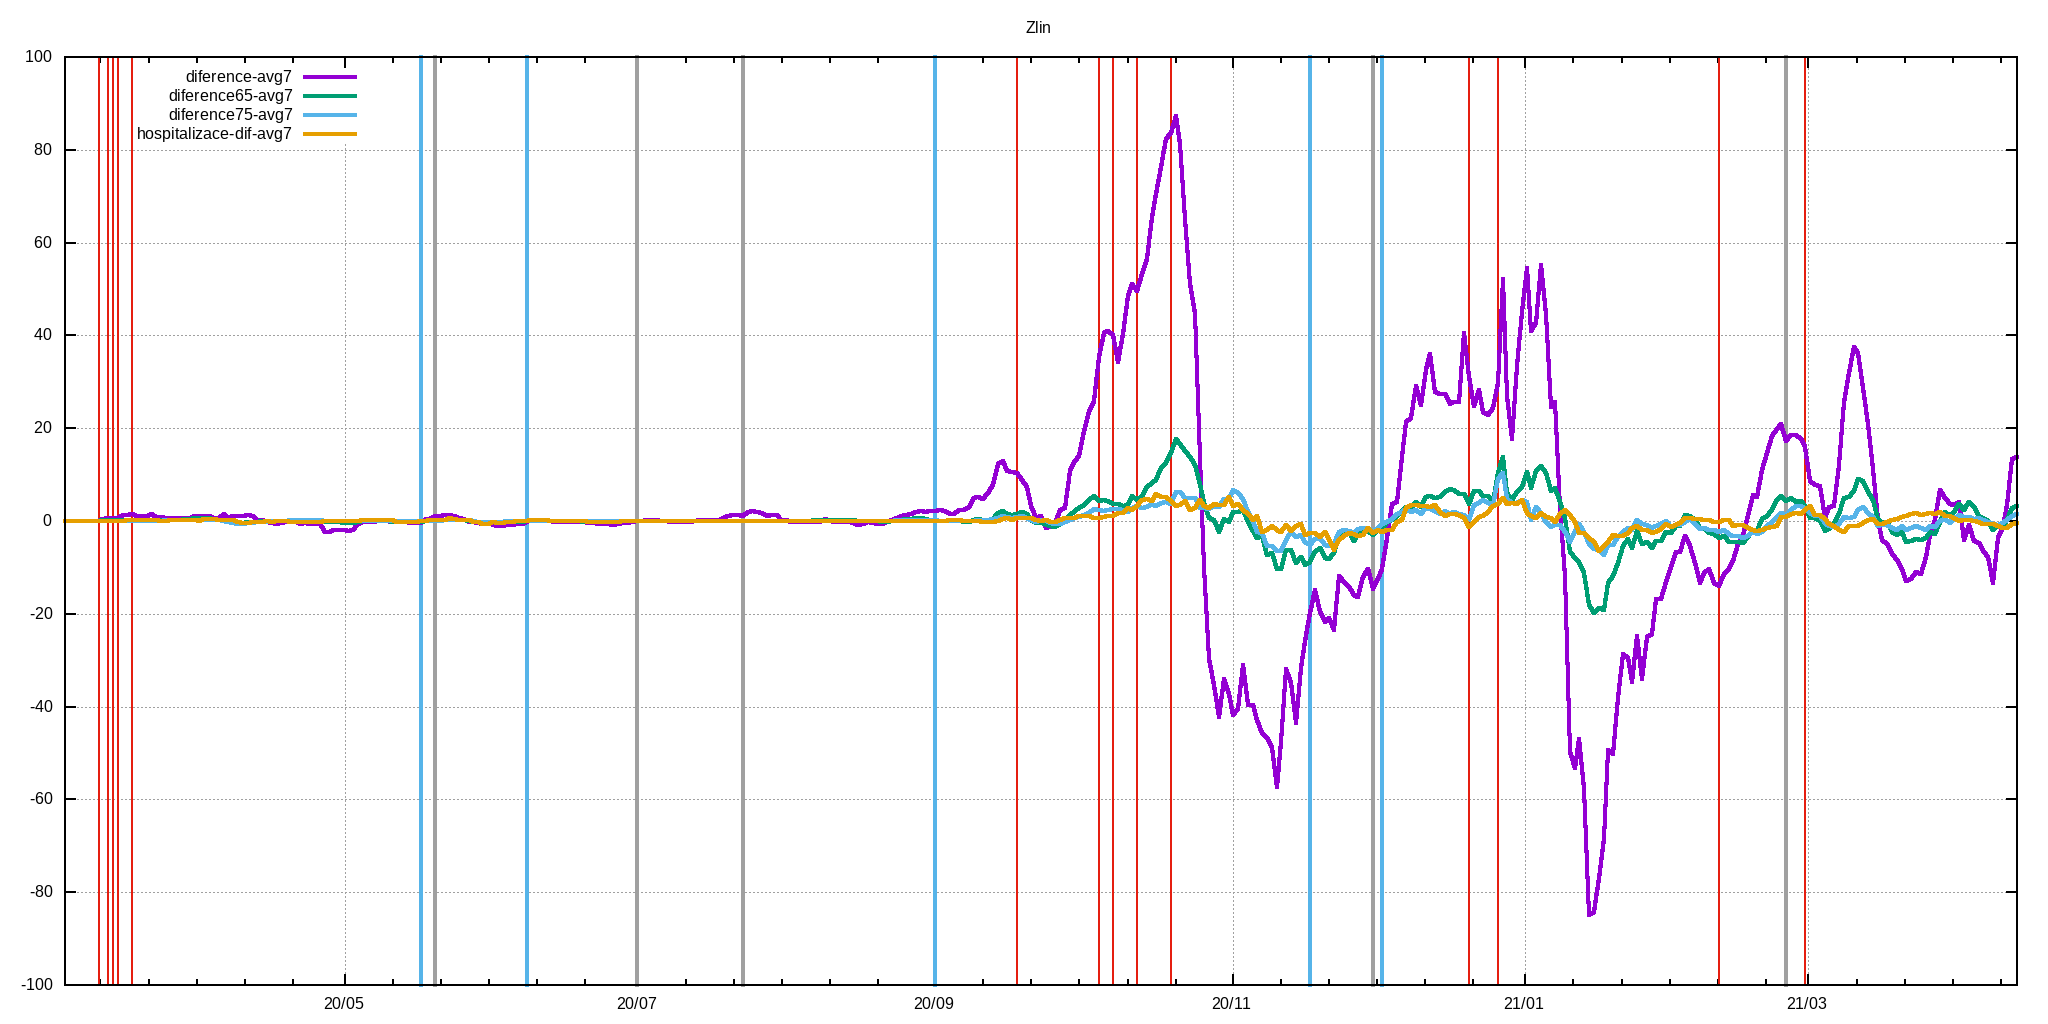 Zlin
diference-avg7
diference65-avg7
diference75-avg7
hospitalizace-dif-avg7
100
80
60
40
20
0
-20
-40
-60
-80
-100
20/05 20/07 20/09 20/11 21/01 21/03